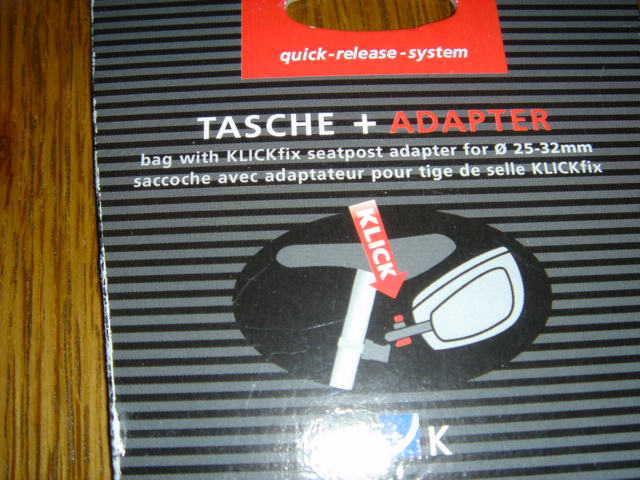 quick-release-system
TASCHE + ADAPTER
bag with KLICKfix seatpost adapter for Ø 25-32mm
saccoche avec adaptateur pour tige de selle KLICKfix
KLICK
K